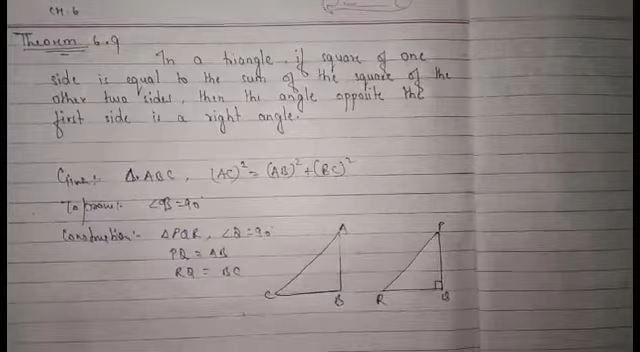 CH. 6
Theorem 6.9
In a triangle, if square of one
side is equal to the sum of the square of the
other two sides, then the angle opposite the
first side is a right angle.
Given:- Δ ABC, (AC)² = (AB)² + (BC)²
To prove:- ∠B = 90°
Construction:- ΔPQR, ∠Q = 90°
PQ = AB
RQ = BC
A
P
C
B
R
Q